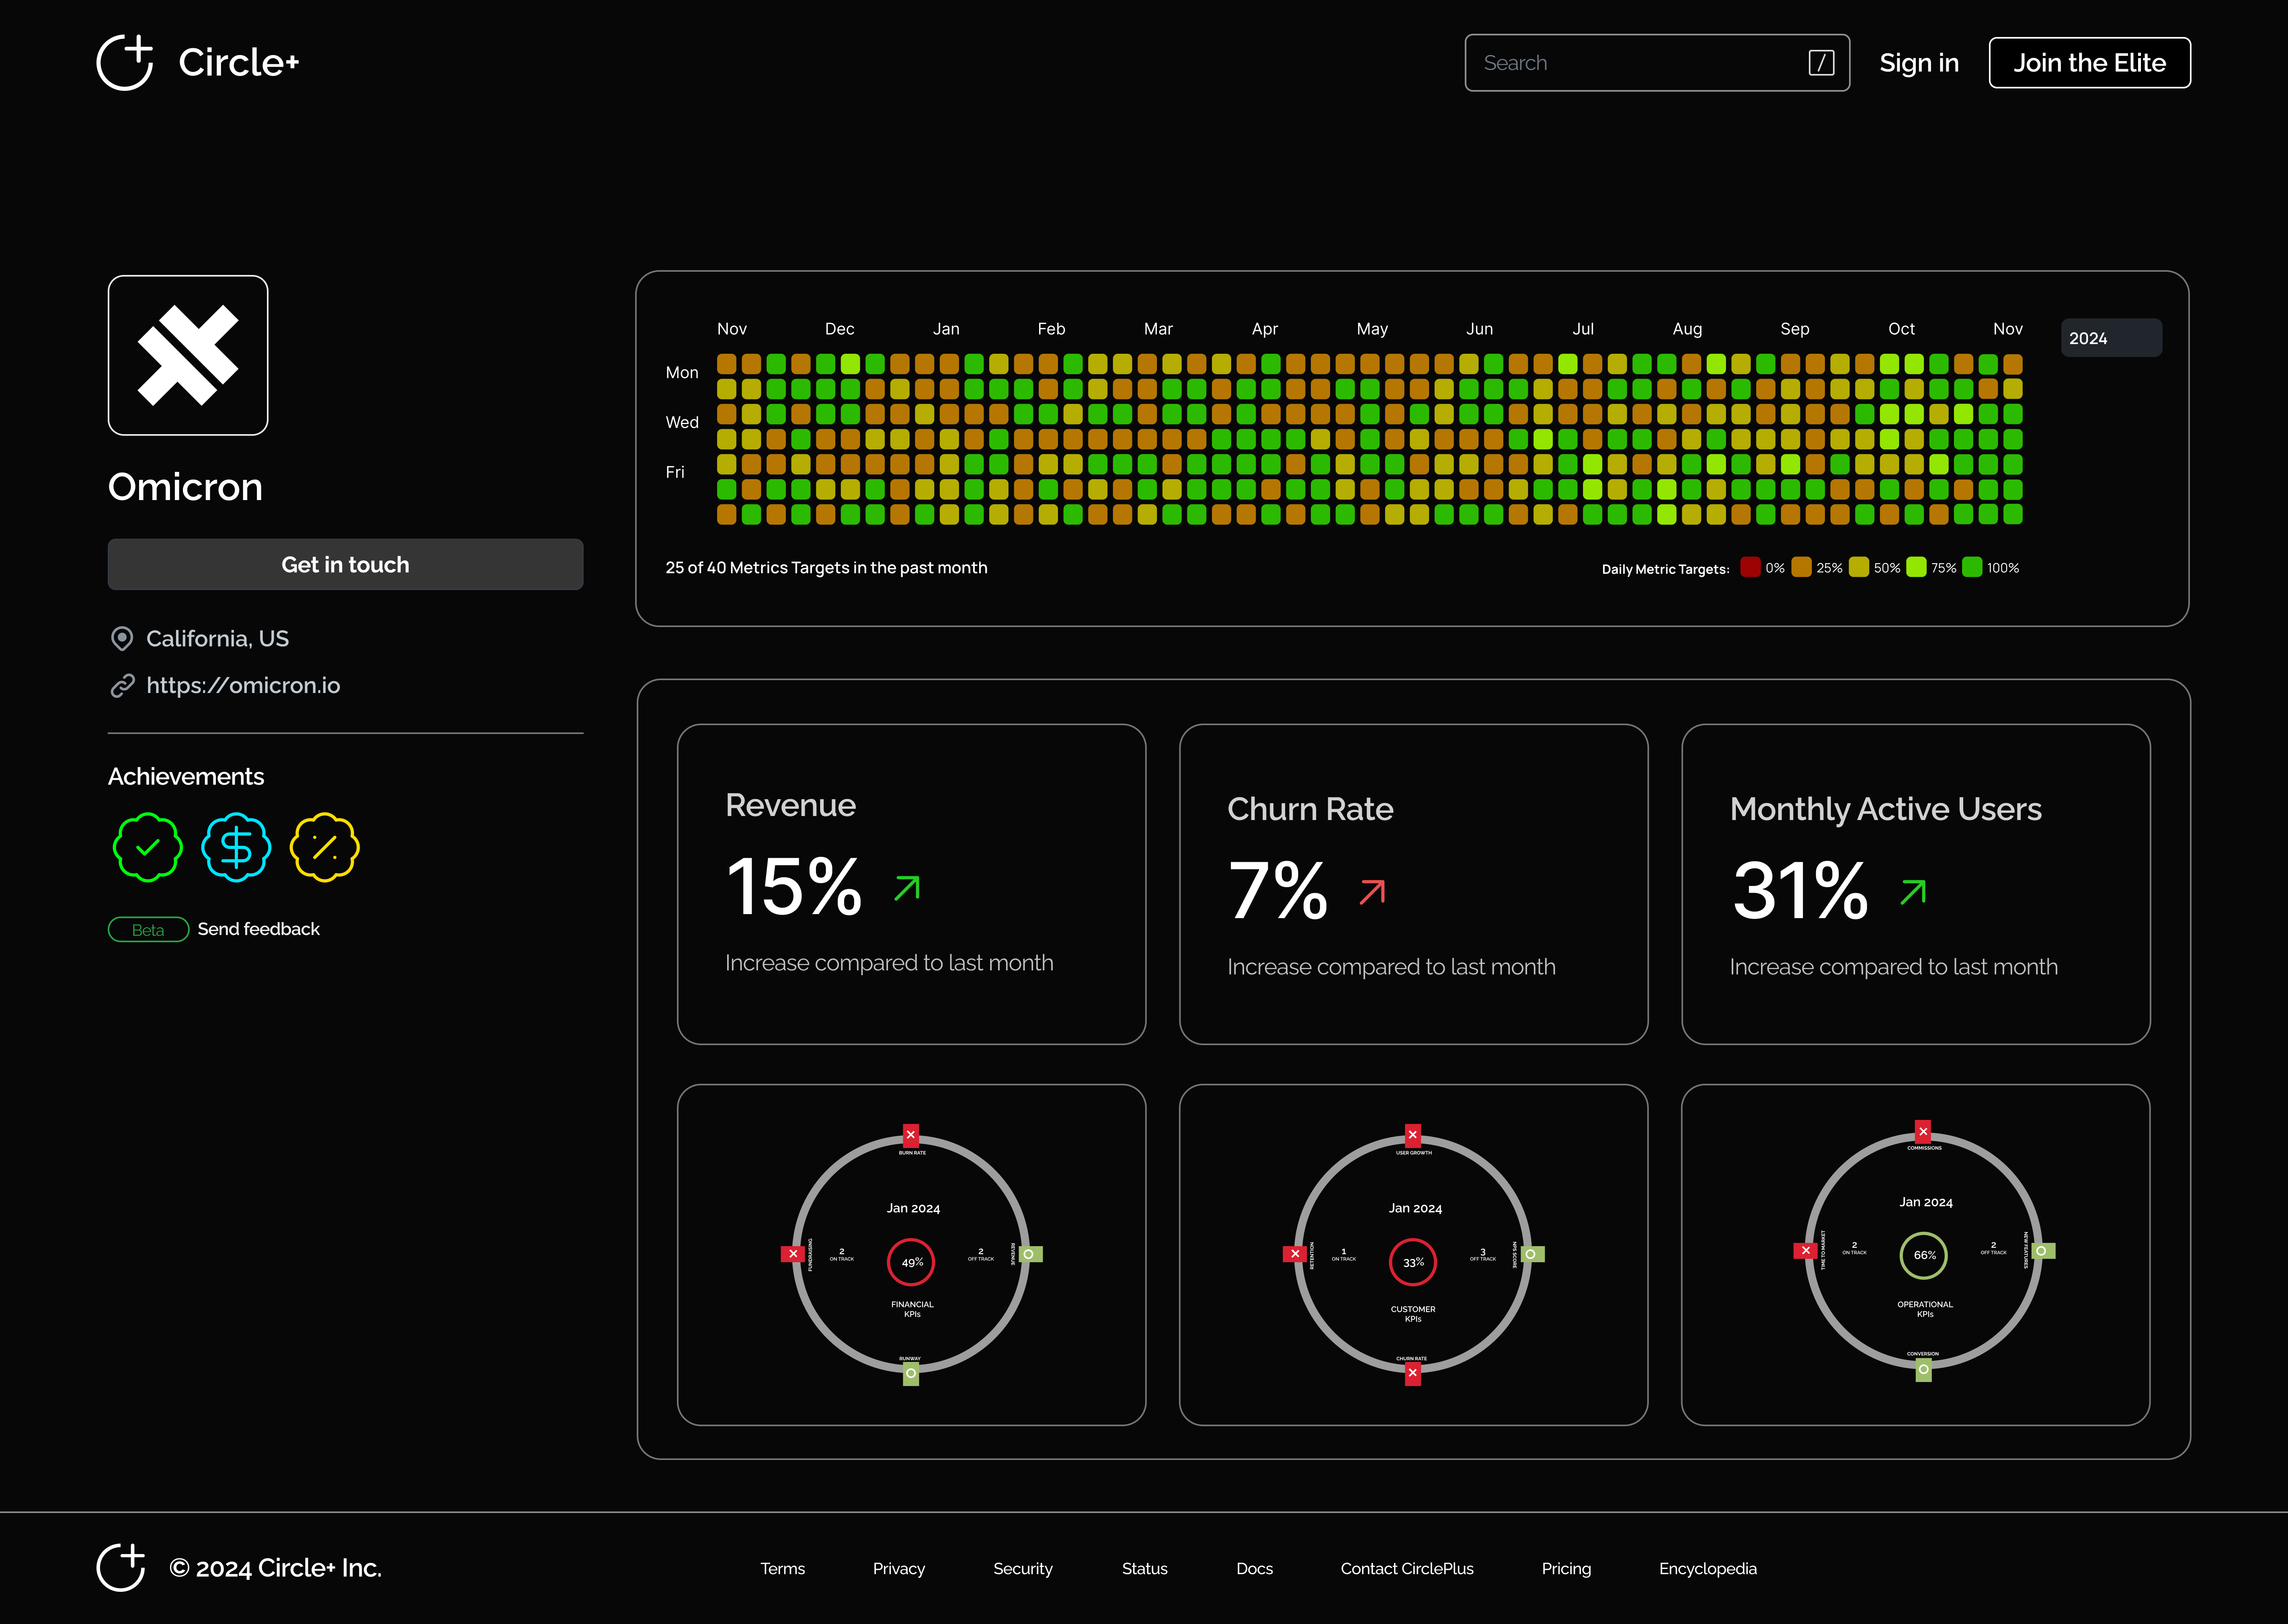 Circle+
Search /
Sign in
Join the Elite
Omicron
Get in touch
California, US
https://omicron.io
Achievements
Beta Send feedback
Nov Dec Jan Feb Mar Apr May Jun Jul Aug Sep Oct Nov
2024
Mon
Wed
Fri
25 of 40 Metrics Targets in the past month
Daily Metric Targets: 0% 25% 50% 75% 100%
Revenue
15%
Increase compared to last month
Churn Rate
7%
Increase compared to last month
Monthly Active Users
31%
Increase compared to last month
BURN RATE
Jan 2024
FUNDRAISING
2
ON TRACK
49%
2
OFF TRACK
REVENUE
FINANCIAL
KPIs
RUNWAY
USER GROWTH
Jan 2024
RETENTION
1
ON TRACK
33%
3
OFF TRACK
NPS SCORE
CUSTOMER
KPIs
CHURN RATE
COMMISSIONS
Jan 2024
TIME TO MARKET
2
ON TRACK
66%
2
OFF TRACK
NEW FEATURES
OPERATIONAL
KPIs
CONVERSION
© 2024 Circle+ Inc.
Terms
Privacy
Security
Status
Docs
Contact CirclePlus
Pricing
Encyclopedia